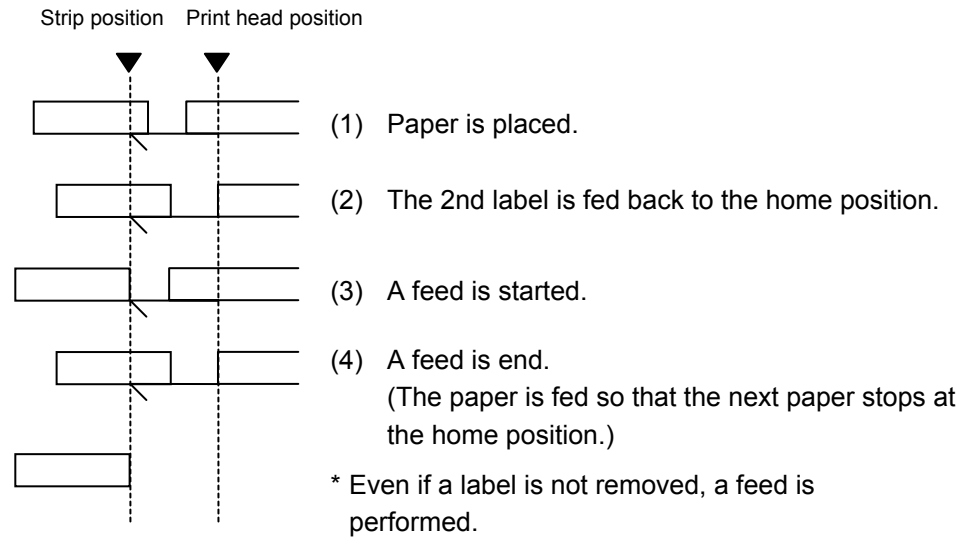 Strip position Print head position
(1) Paper is placed.
(2) The 2nd label is fed back to the home position.
(3) A feed is started.
(4) A feed is end.
(The paper is fed so that the next paper stops at
the home position.)
* Even if a label is not removed, a feed is
performed.